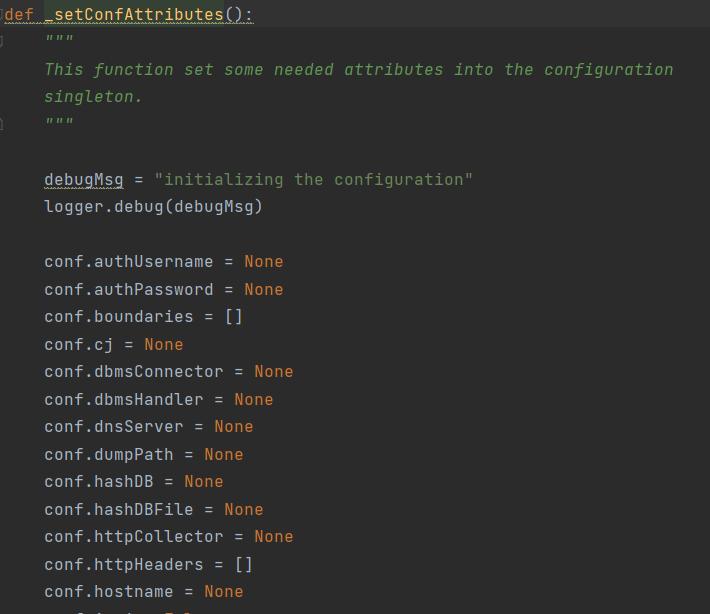 def _setConfAttributes():
"""
This function set some needed attributes into the configuration
singleton.
"""
debugMsg = "initializing the configuration"
logger.debug(debugMsg)
conf.authUsername = None
conf.authPassword = None
conf.boundaries = []
conf.cj = None
conf.dbmsConnector = None
conf.dbmsHandler = None
conf.dnsServer = None
conf.dumpPath = None
conf.hashDB = None
conf.hashDBFile = None
conf.httpCollector = None
conf.httpHeaders = []
conf.hostname = None